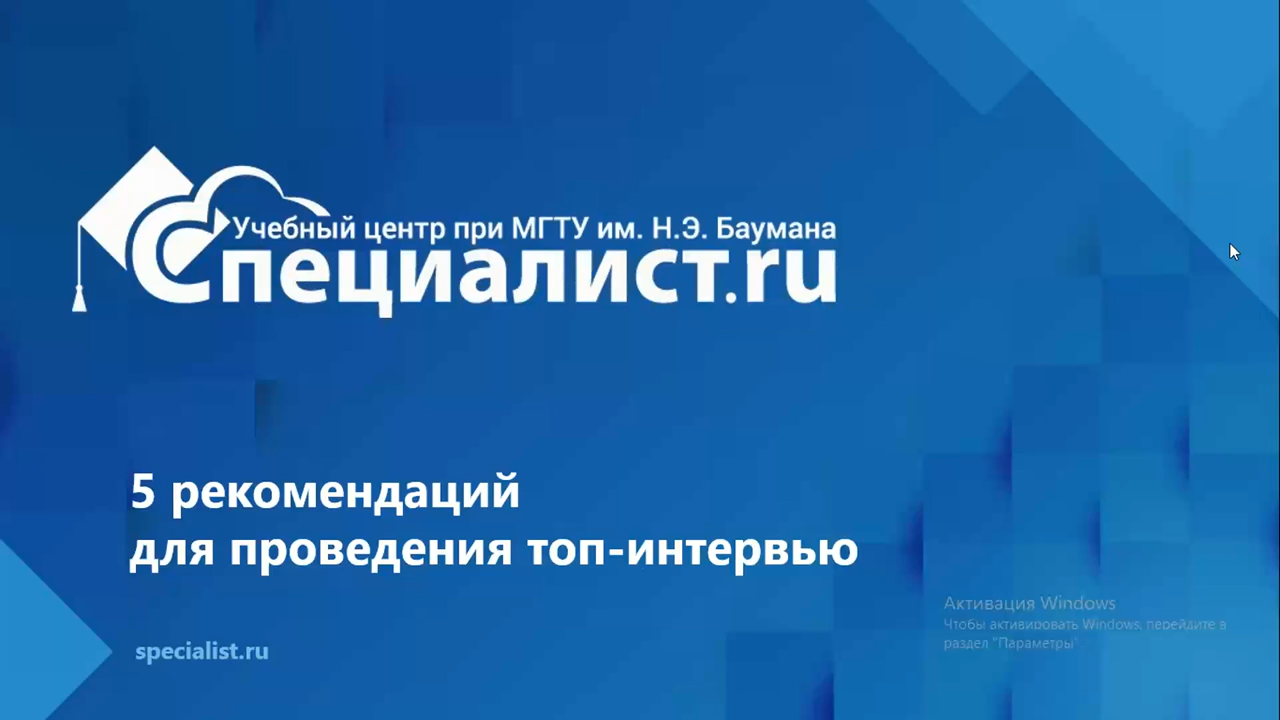 Учебный центр при МГТУ им. Н.Э. Баумана
Специалист.ru
5 рекомендаций
для проведения топ-интервью
Активация Windows
Чтобы активировать Windows, перейдите в
раздел "Параметры".
specialist.ru